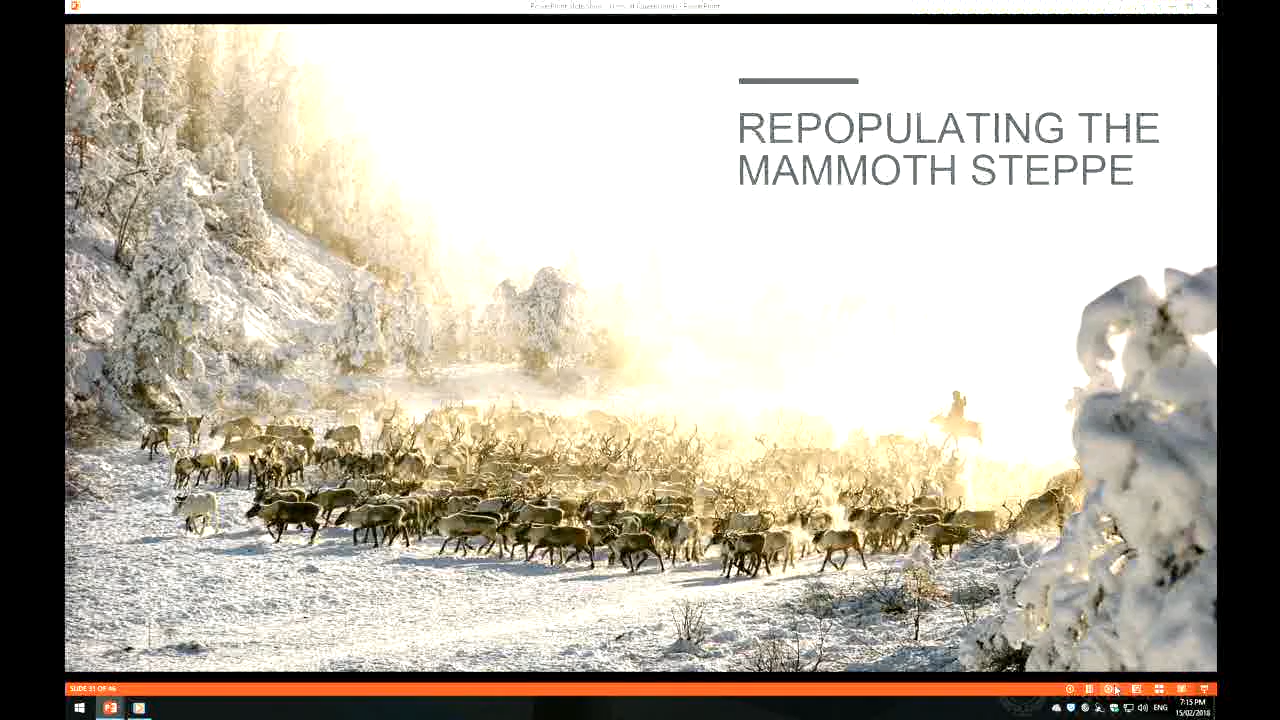 REPOPULATING THE
MAMMOTH STEPPE
SLIDE 31 OF 46
ENG
7:15 PM
15/02/2018